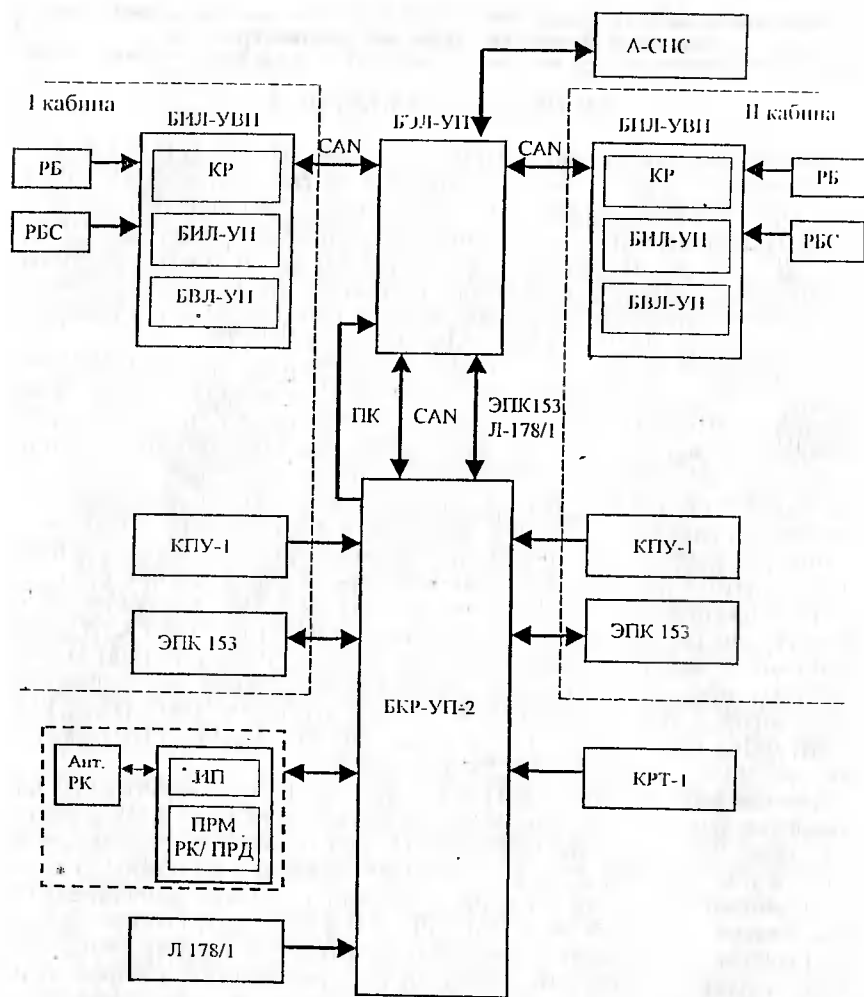 А-СНС
I кабина
БИЛ-УВП
БЭЛ-УП
БИЛ-УВП
II кабина
CAN
CAN
РБ
КР
КР
РБ
РБС
БИЛ-УП
БИЛ-УП
РБС
БВЛ-УП
БВЛ-УП
ПК
CAN
ЭПК153
Л-178/1
КПУ-1
КПУ-1
ЭПК 153
ЭПК 153
БКР-УП-2
Ант.
РК
ИП
ПРМ
РК/ ПРД
*
КРТ-1
Л 178/1